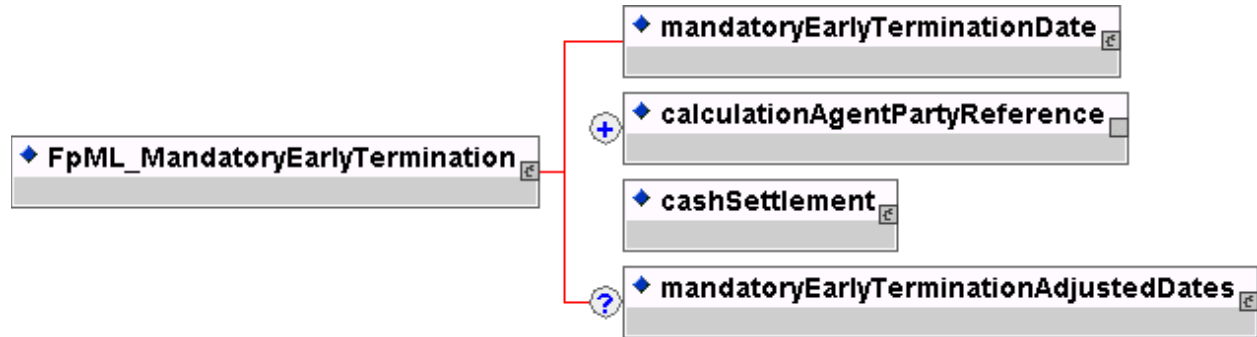 mandatoryEarlyTerminationDate
+
calculationAgentPartyReference
FpML_MandatoryEarlyTermination
cashSettlement
?
mandatoryEarlyTerminationAdjustedDates